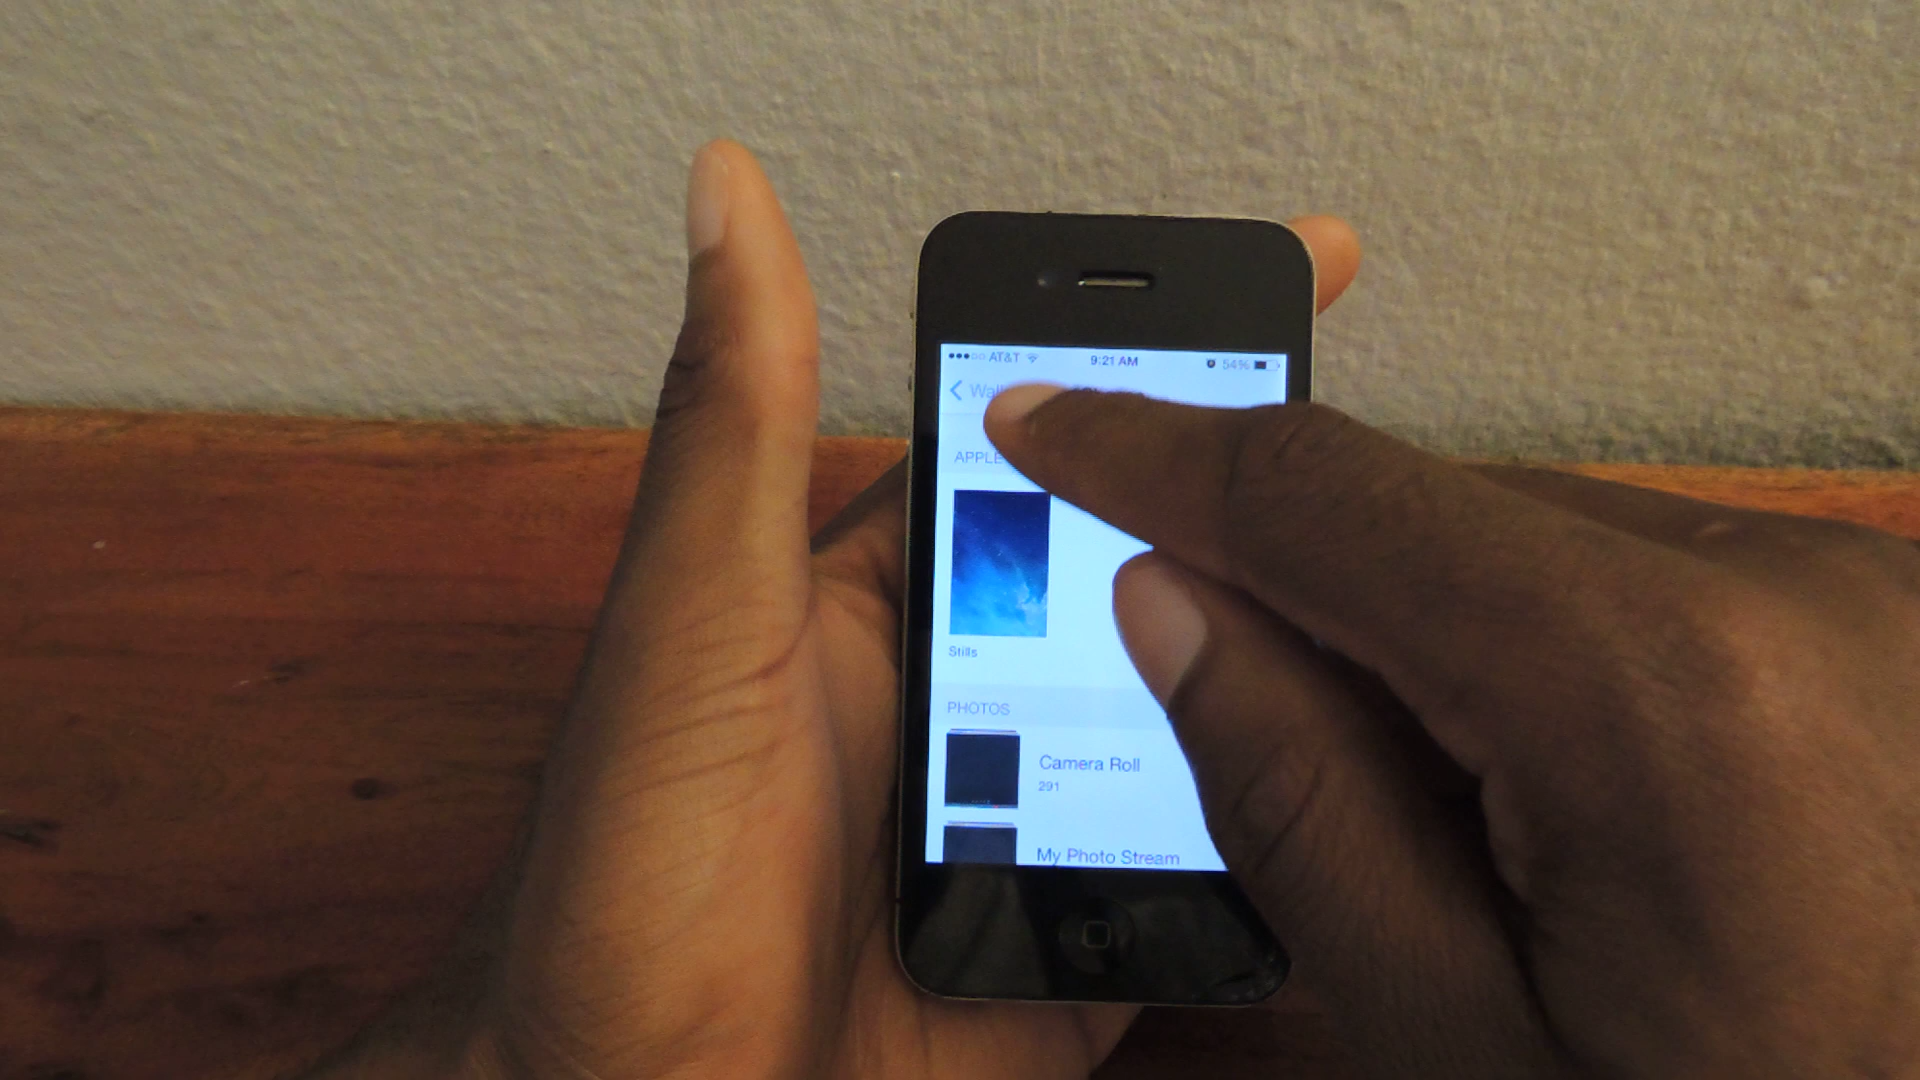 AT&T 9:21 AM 54%
Wall
APPLE
Stills
PHOTOS
Camera Roll
291
My Photo Stream